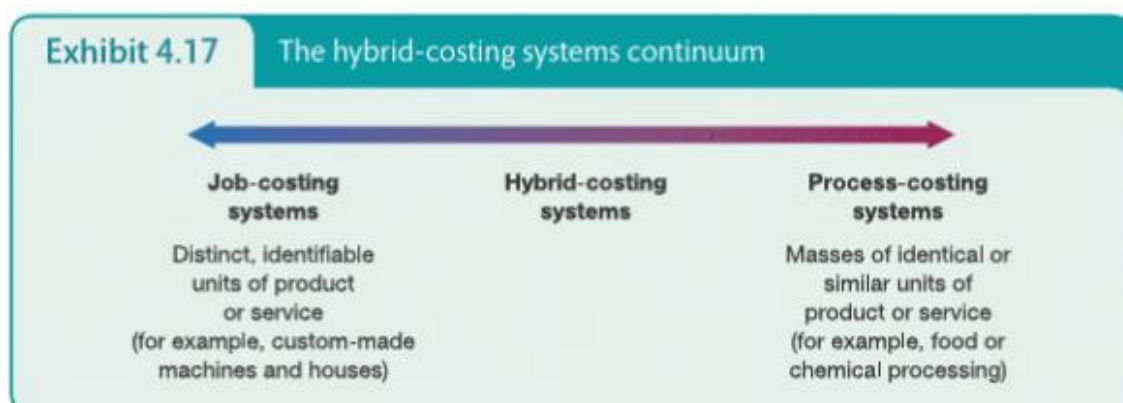 Exhibit 4.17
The hybrid-costing systems continuum
Job-costing
systems
Distinct, identifiable
units of product
or service
(for example, custom-made
machines and houses)
Hybrid-costing
systems
Process-costing
systems
Masses of identical or
similar units of
product or service
(for example, food or
chemical processing)